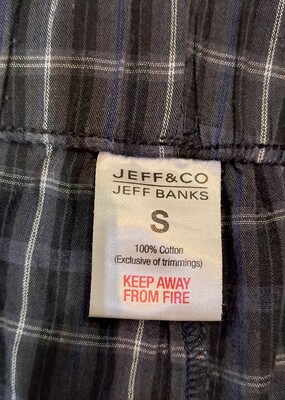 JEFF&CO
JEFF BANKS
S
100% Cotton
(Exclusive of trimmings)
KEEP AWAY
FROM FIRE